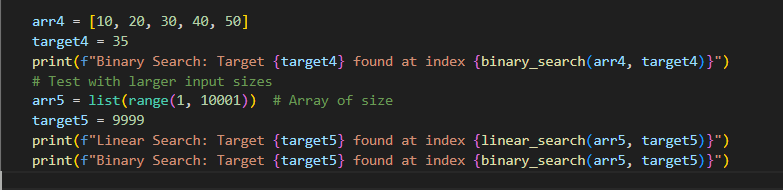 arr4 = [10, 20, 30, 40, 50]
target4 = 35
print(f"Binary Search: Target {target4} found at index {binary_search(arr4, target4)}")
# Test with larger input sizes
arr5 = list(range(1, 10001))  # Array of size
target5 = 9999
print(f"Linear Search: Target {target5} found at index {linear_search(arr5, target5)}")
print(f"Binary Search: Target {target5} found at index {binary_search(arr5, target5)}")